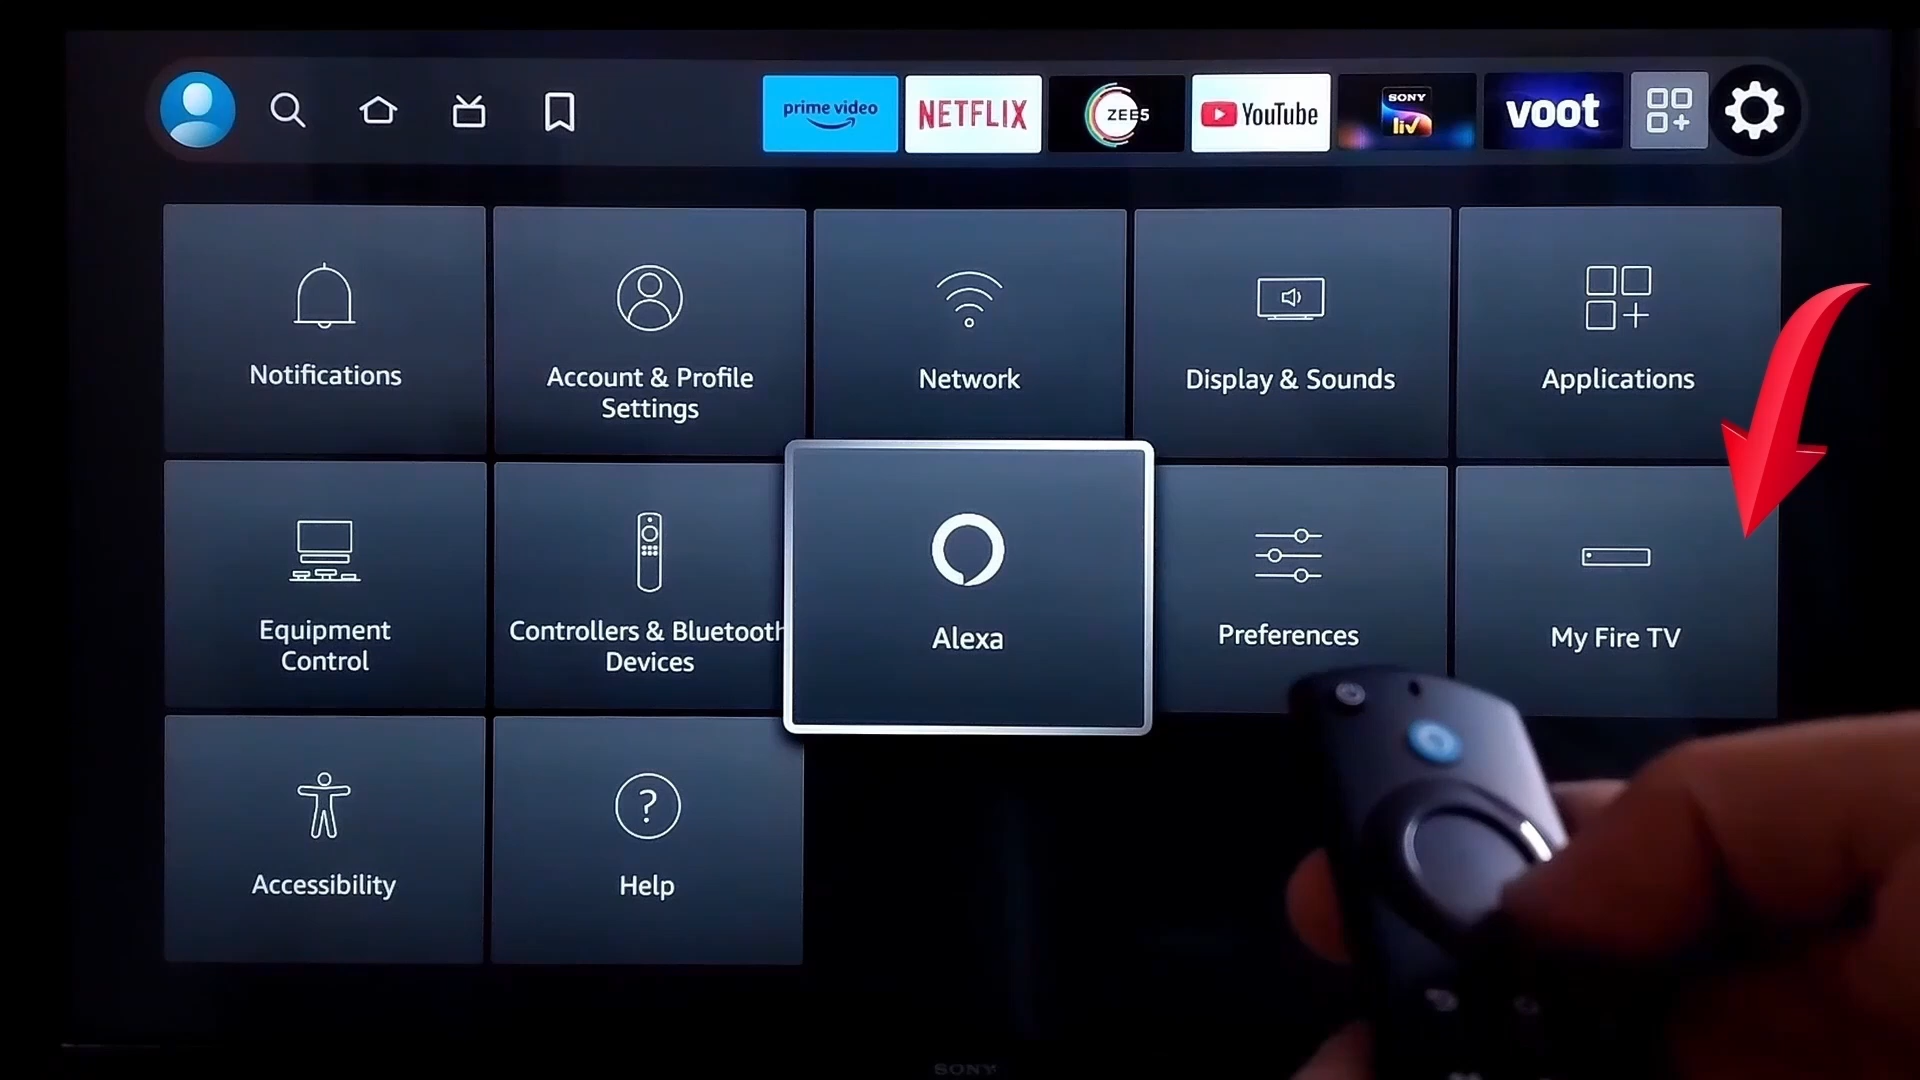 prime video
NETFLIX
ZEE5
YouTube
SONY
liv
voot
Notifications
Account & Profile
Settings
Network
Display & Sounds
Applications
Equipment
Control
Controllers & Bluetooth
Devices
Alexa
Preferences
My Fire TV
Accessibility
?
Help
SONY